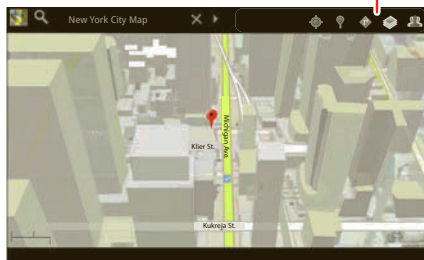 New York City Map
Michigan Ave.
Klier St.
Kukreja St.